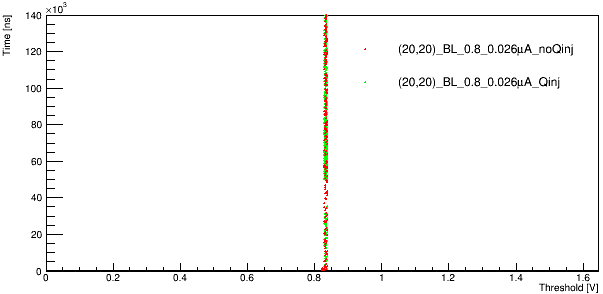 ×10³
Time [ns]
140
120
100
80
60
40
20
0
(20,20)_BL_0.8_0.026μA_noQinj
(20,20)_BL_0.8_0.026μA_Qinj
0 0.2 0.4 0.6 0.8 1 1.2 1.4 1.6
Threshold [V]